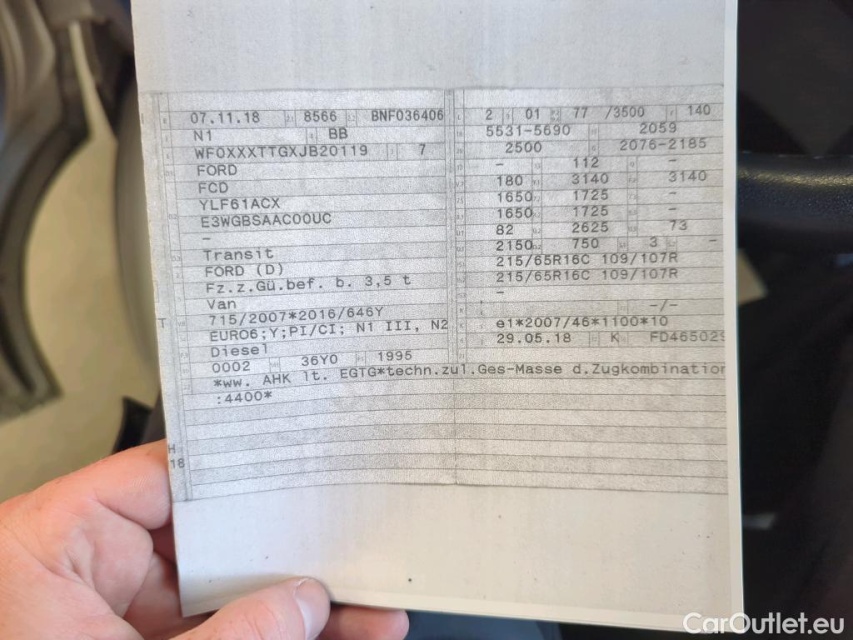 07.11.18 8566 BNF036406
N1 BB
WF0XXXTTGXJB20119 7
FORD
FCD
YLF61ACX
E3WGBSAAC00UC
-
Transit
FORD (D)
Fz.z.Gü.bef. b. 3,5 t
Van
715/2007*2016/646Y
EURO6;Y;PI/CI; N1 III, N2
Diesel
0002 36Y0 1995
*ww. AHK lt. EGTG*techn.zul.Ges-Masse d.Zugkombination
:4400*
2 01 77 /3500 140
5531-5690 2059
2500 2076-2185
- 112 -
180 3140 3140
1650 1725 -
1650 1725 -
82 2625 73
2150 750 3 -
215/65R16C 109/107R
215/65R16C 109/107R
-
-/-
e1*2007/46*1100*10
29.05.18 K FD465029
T
H
18
CarOutlet.eu